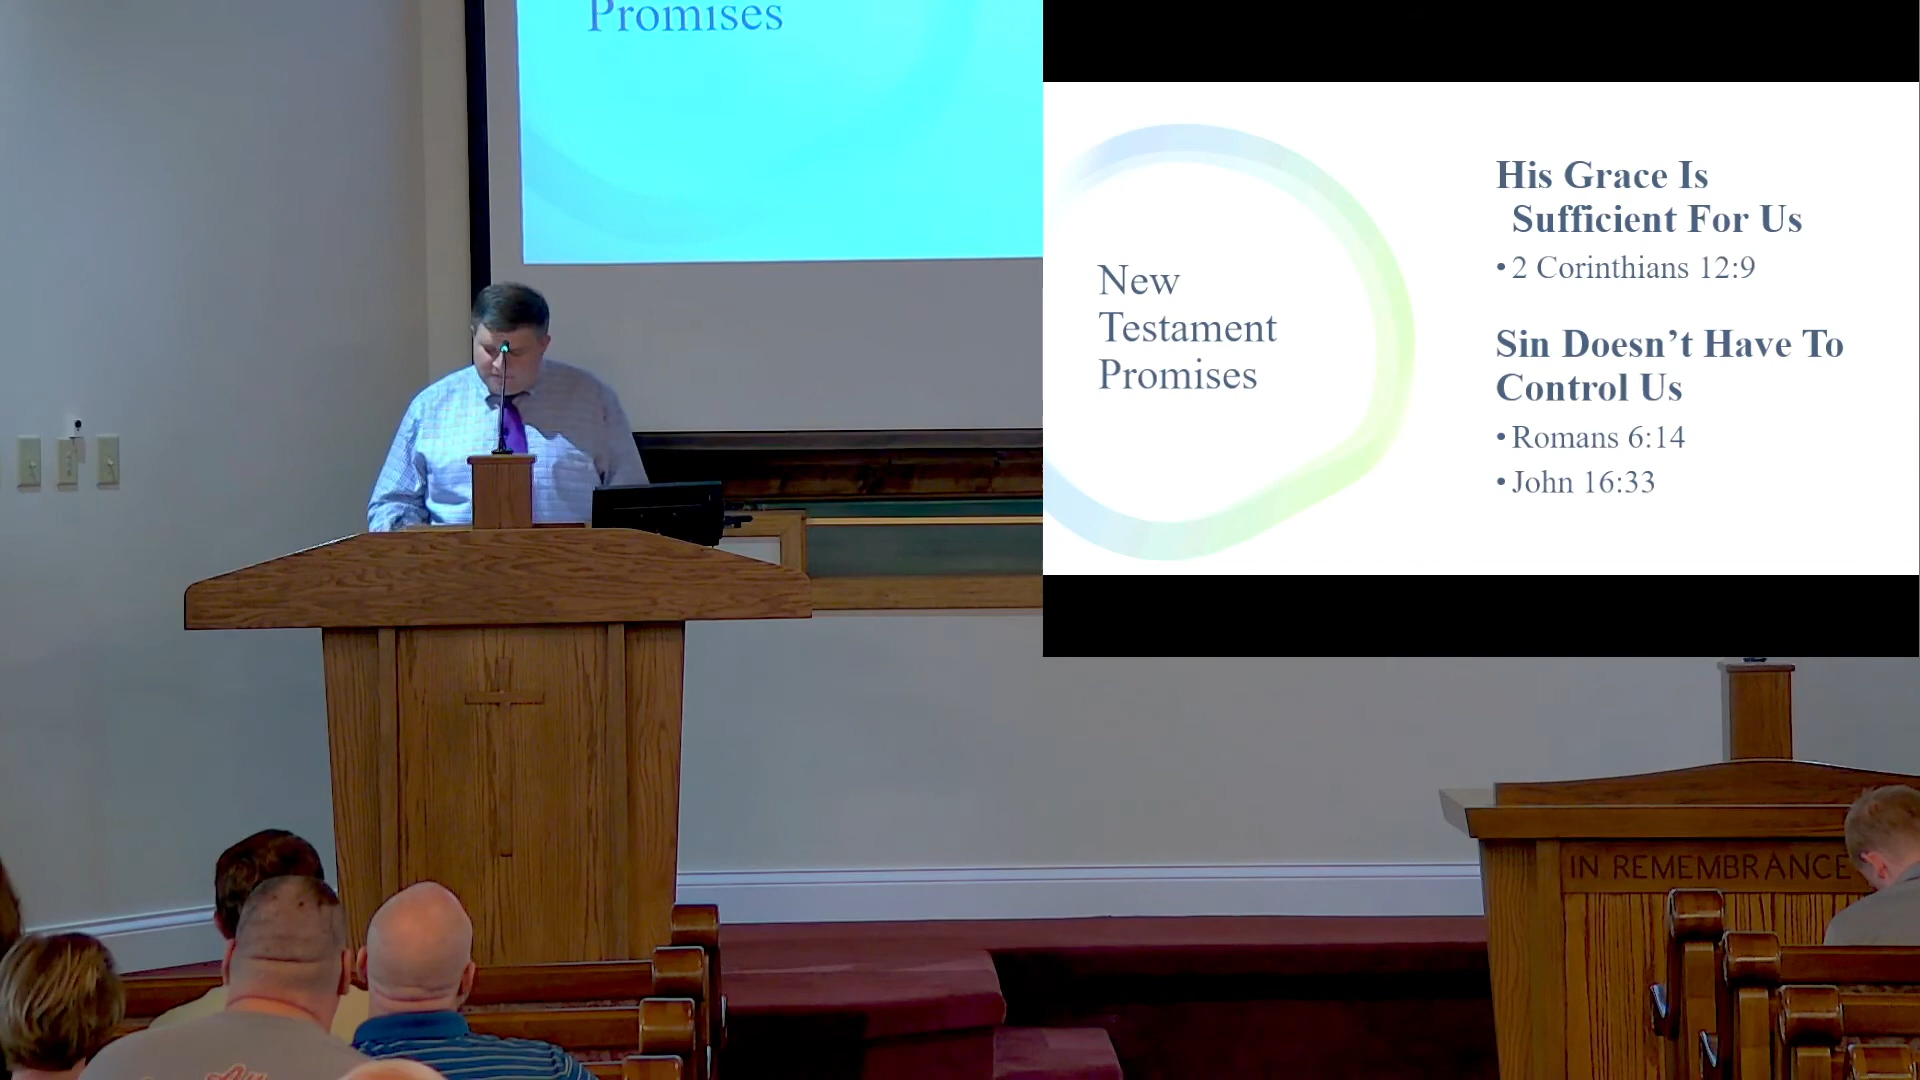 Promises
New
Testament
Promises
His Grace Is
Sufficient For Us
• 2 Corinthians 12:9
Sin Doesn’t Have To
Control Us
• Romans 6:14
• John 16:33
IN REMEMBRANCE